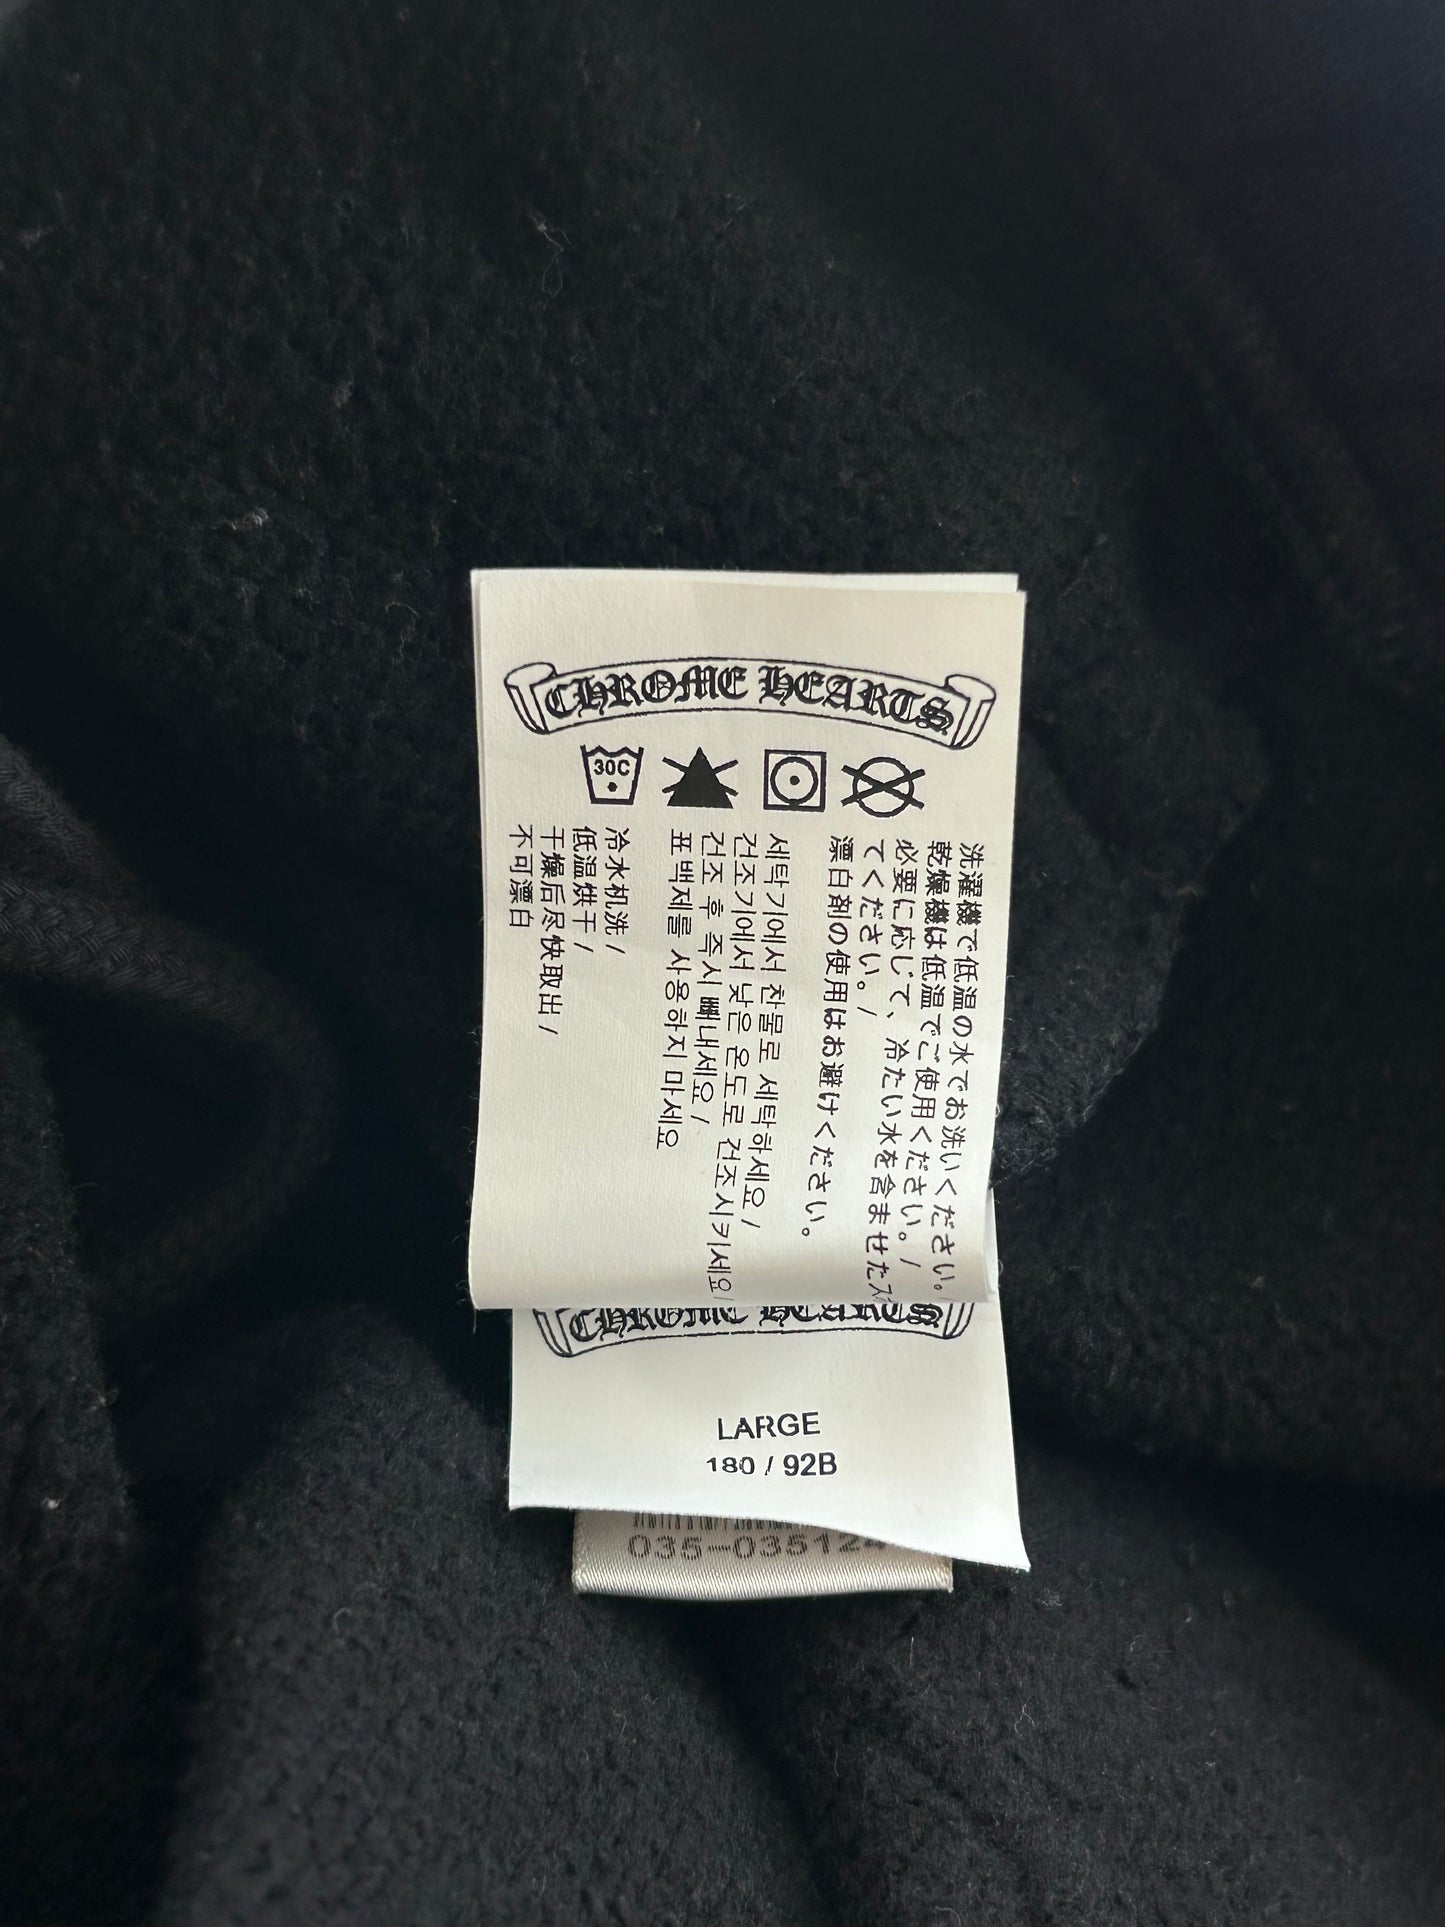 CHROME HEARTS
30C
洗濯機で低温の水でお洗いください。/
乾燥機は低温でご使用ください。/
必要に応じて、冷たい水を含ませた
てください。/
漂白剤の使用はお避けください。
세탁기에서 찬물로 세탁하세요/
건조기에서 낮은 온도로 건조시키세요/
건조 후 즉시 빼내세요/
표백제를 사용하지 마세요
冷水机洗/
低温烘干/
干燥后尽快取出/
不可漂白
CHROME HEARTS
LARGE
180 / 92B
035-035124